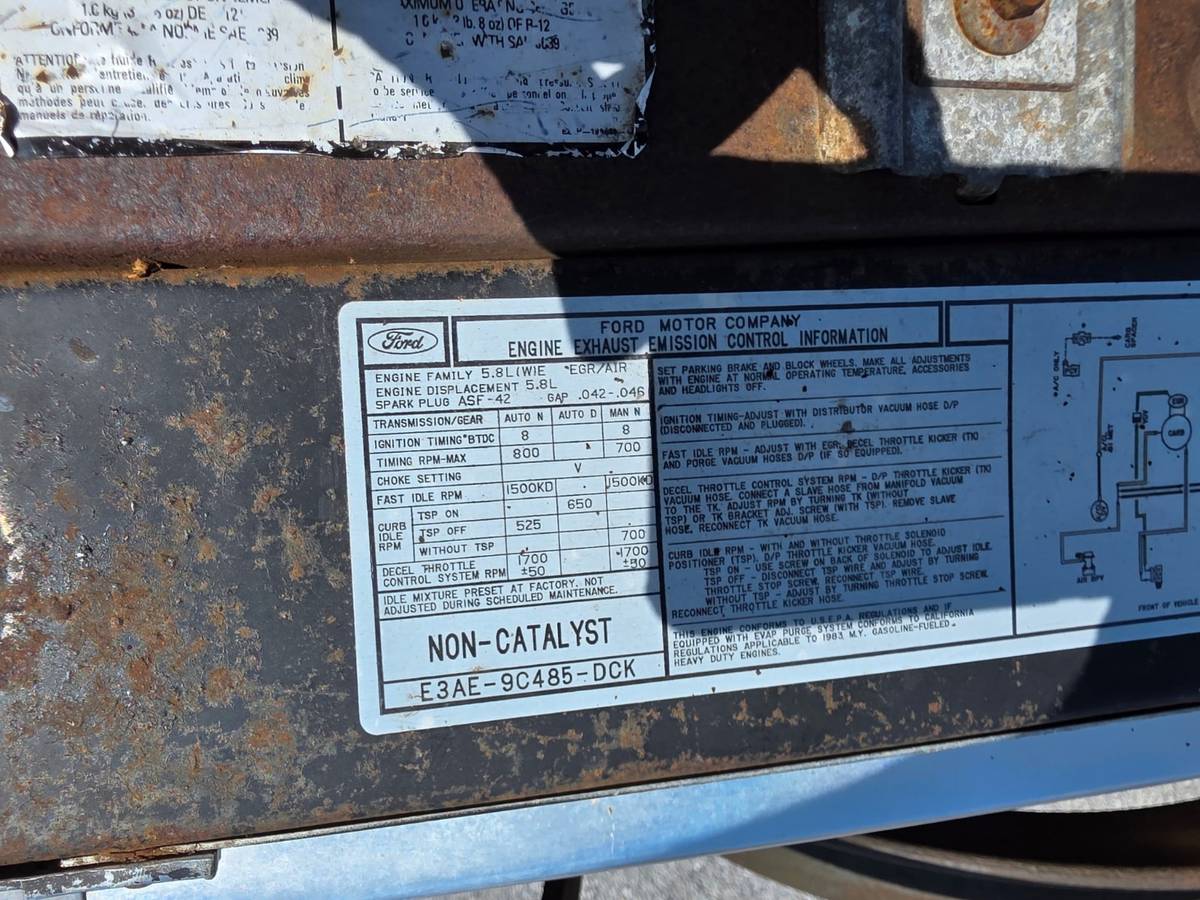 1.0 kg
ATTENTION
manuels de réparation.
OF R-12
Ford
FORD MOTOR COMPANY
ENGINE EXHAUST EMISSION CONTROL INFORMATION
ENGINE FAMILY 5.8L(WIE *EGR/AIR
ENGINE DISPLACEMENT 5.8L
SPARK PLUG ASF-42 GAP .042-.046
TRANSMISSION/GEAR AUTO N AUTO D MAN N
IGNITION TIMING°BTDC 8 8
TIMING RPM-MAX 800 700
CHOKE SETTING V
FAST IDLE RPM 1500KD 1500KD
CURB IDLE RPM
TSP ON 650
TSP OFF 525
WITHOUT TSP 700
DECEL THROTTLE 1700 1700
CONTROL SYSTEM RPM ±50 ±50
IDLE MIXTURE PRESET AT FACTORY. NOT
ADJUSTED DURING SCHEDULED MAINTENANCE.
NON-CATALYST
E3AE-9C485-DCK
SET PARKING BRAKE AND BLOCK WHEELS. MAKE ALL ADJUSTMENTS
WITH ENGINE AT NORMAL OPERATING TEMPERATURE, ACCESSORIES
AND HEADLIGHTS OFF.
IGNITION TIMING-ADJUST WITH DISTRIBUTOR VACUUM HOSE D/P
(DISCONNECTED AND PLUGGED).
FAST IDLE RPM - ADJUST WITH EGR, DECEL THROTTLE KICKER (TK)
AND PURGE VACUUM HOSES D/P (IF SO EQUIPPED).
DECEL THROTTLE CONTROL SYSTEM RPM - D/P THROTTLE KICKER (TK)
VACUUM HOSE. CONNECT A SLAVE HOSE FROM MANIFOLD VACUUM
TO THE TK. ADJUST RPM BY TURNING TK (WITHOUT
TSP) OR TK BRACKET ADJ. SCREW (WITH TSP). REMOVE SLAVE
HOSE, RECONNECT TK VACUUM HOSE.
CURB IDLE RPM - WITH AND WITHOUT THROTTLE SOLENOID
POSITIONER (TSP). D/P THROTTLE KICKER VACUUM HOSE.
TSP ON - USE SCREW ON BACK OF SOLENOID TO ADJUST IDLE.
TSP OFF - DISCONNECT TSP WIRE AND ADJUST BY TURNING
THROTTLE STOP SCREW. RECONNECT TSP WIRE.
WITHOUT TSP - ADJUST BY TURNING THROTTLE STOP SCREW.
RECONNECT THROTTLE KICKER HOSE.
THIS ENGINE CONFORMS TO U.S.E.P.A. REGULATIONS AND IF
EQUIPPED WITH EVAP PURGE SYSTEM CONFORMS TO CALIFORNIA
REGULATIONS APPLICABLE TO 1983 M.Y. GASOLINE-FUELED
HEAVY DUTY ENGINES.
*A/C ONLY
CARB
SPACER
EGR
CARB
FRONT OF VEHICLE